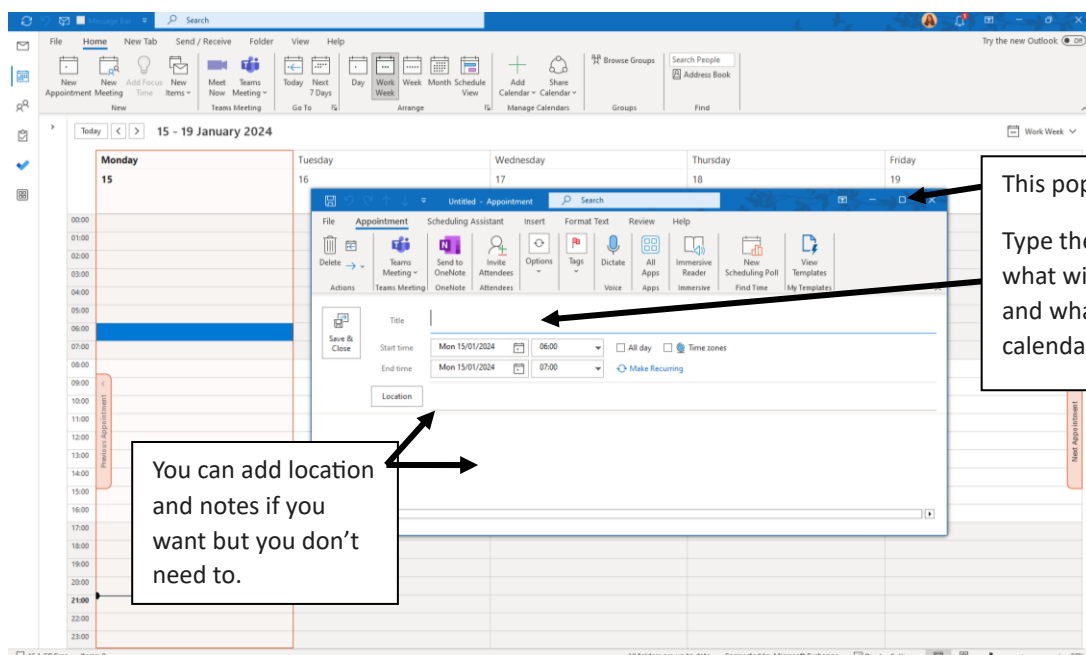 Search
File Home New Tab Send / Receive Folder View Help
Try the new Outlook Off
New Appointment
New Meeting
Add Focus Time
New Items
Meet Now
Teams Meeting
Today
Next 7 Days
Day
Work Week
Week
Month
Schedule View
Add Calendar
Share Calendar
Browse Groups
Search People
Address Book
New
Teams Meeting
Go To
Arrange
Manage Calendars
Groups
Find
Today < > 15 - 19 January 2024
Work Week
Monday Tuesday Wednesday Thursday Friday
15 16 17 18 19
00:00
01:00
02:00
03:00
04:00
05:00
06:00
07:00
08:00
09:00
10:00
11:00
12:00
13:00
14:00
15:00
16:00
17:00
18:00
19:00
20:00
21:00
22:00
23:00
Previous Appointment
Next Appointment
Untitled - Appointment Search
File Appointment Scheduling Assistant Insert Format Text Review Help
Delete
Teams Meeting
Send to OneNote
Invite Attendees
Options
Tags
Dictate
All Apps
Immersive Reader
New Scheduling Poll
View Templates
Actions
Teams Meeting
OneNote
Attendees
Voice
Apps
Immersive
Find Time
My Templates
Save & Close
Title
Start time Mon 15/01/2024 06:00 All day Time zones
End time Mon 15/01/2024 07:00 Make Recurring
Location
This pop
Type the
what wi
and wha
calenda
You can add location
and notes if you
want but you don't
need to.